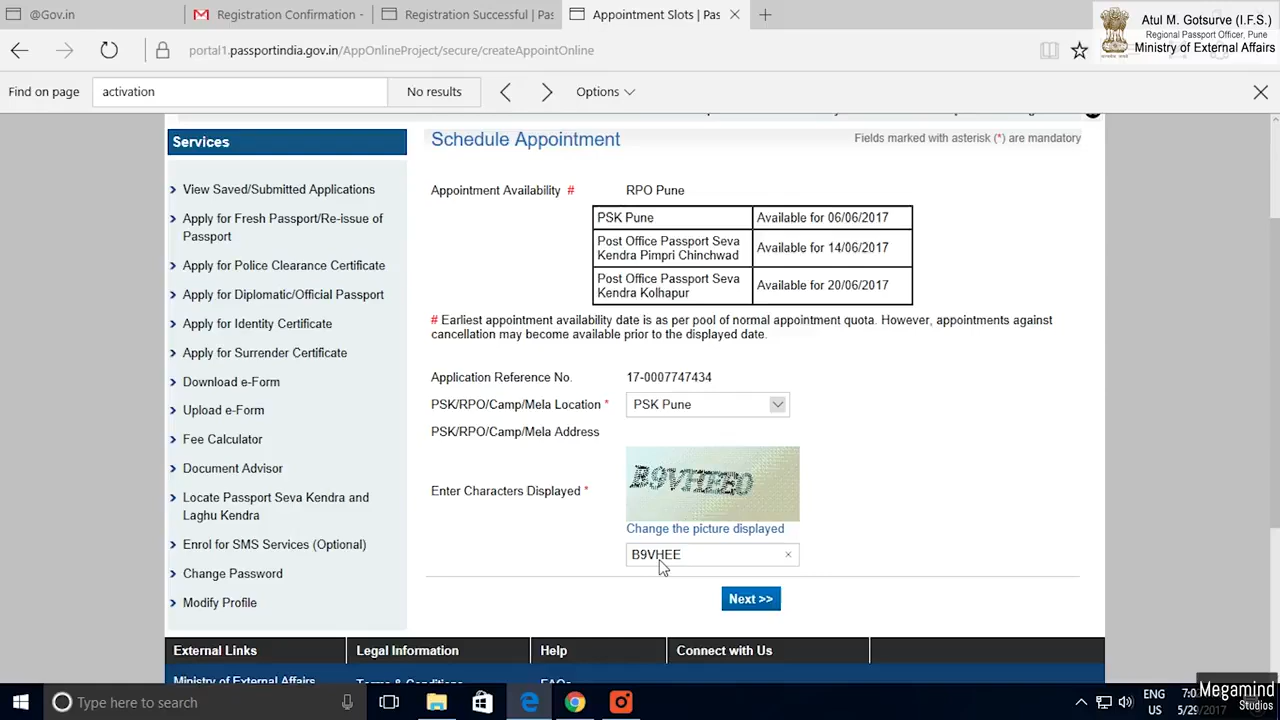 @Gov.in
Registration Confirmation -
Registration Successful | Pas
Appointment Slots | Pas
portal1.passportindia.gov.in/AppOnlineProject/secure/createAppointOnline
Atul M. Gotsurve (I.F.S.)
Regional Passport Officer, Pune
Ministry of External Affairs
Find on page
activation
No results
Options
Services
Schedule Appointment
Fields marked with asterisk (*) are mandatory
View Saved/Submitted Applications
Apply for Fresh Passport/Re-issue of
Passport
Apply for Police Clearance Certificate
Apply for Diplomatic/Official Passport
Apply for Identity Certificate
Apply for Surrender Certificate
Download e-Form
Upload e-Form
Fee Calculator
Document Advisor
Locate Passport Seva Kendra and
Laghu Kendra
Enrol for SMS Services (Optional)
Change Password
Modify Profile
Appointment Availability # RPO Pune
PSK Pune Available for 06/06/2017
Post Office Passport Seva
Kendra Pimpri Chinchwad Available for 14/06/2017
Post Office Passport Seva
Kendra Kolhapur Available for 20/06/2017
# Earliest appointment availability date is as per pool of normal appointment quota. However, appointments against
cancellation may become available prior to the displayed date.
Application Reference No. 17-0007747434
PSK/RPO/Camp/Mela Location * PSK Pune
PSK/RPO/Camp/Mela Address
B9VHEE0
Enter Characters Displayed *
Change the picture displayed
B9VHEE
Next >>
External Links
Legal Information
Help
Connect with Us
Ministry of External Affairs
Terms & Conditions
FAQs
Type here to search
ENG
US
7:0
5/29/2017
Megamind
Studios